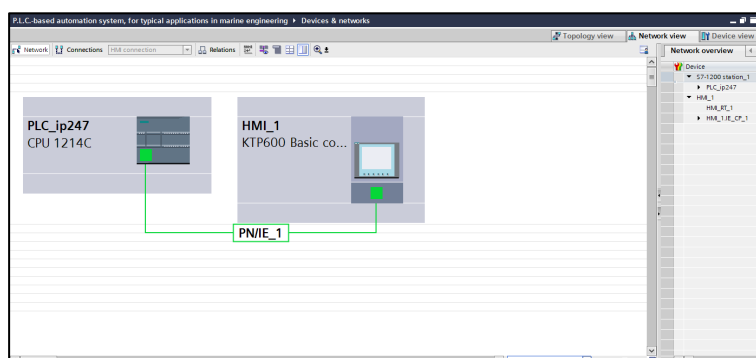 P.L.C.-based automation system, for typical applications in marine engineering ▸ Devices & networks
Topology view Network view Device view
Network Connections HMI connection Relations Network overview
Device
S7-1200 station_1
PLC_ip247
HMI_1
HMI_RT_1
HMI_1.IE_CP_1
PLC_ip247
CPU 1214C
HMI_1
KTP600 Basic co...
PN/IE_1